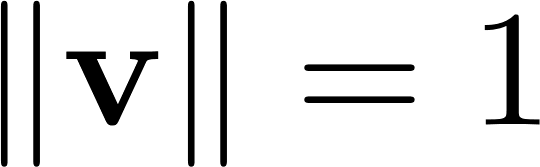 ‖𝐯‖ = 1